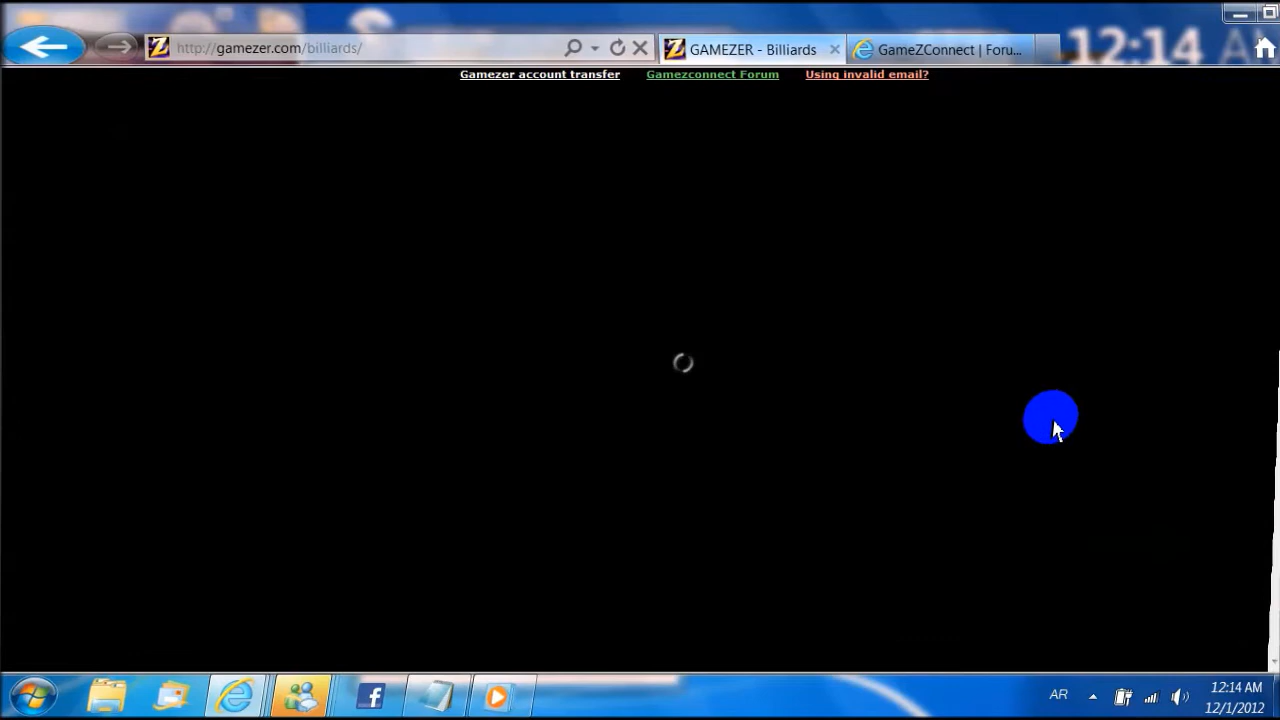 12:14 AM
http://gamezer.com/billiards/
GAMEZER - Billiards
GameZConnect | Foru...
Gamezer account transfer
Gamezconnect Forum
Using invalid email?
AR
12:14 AM
12/1/2012